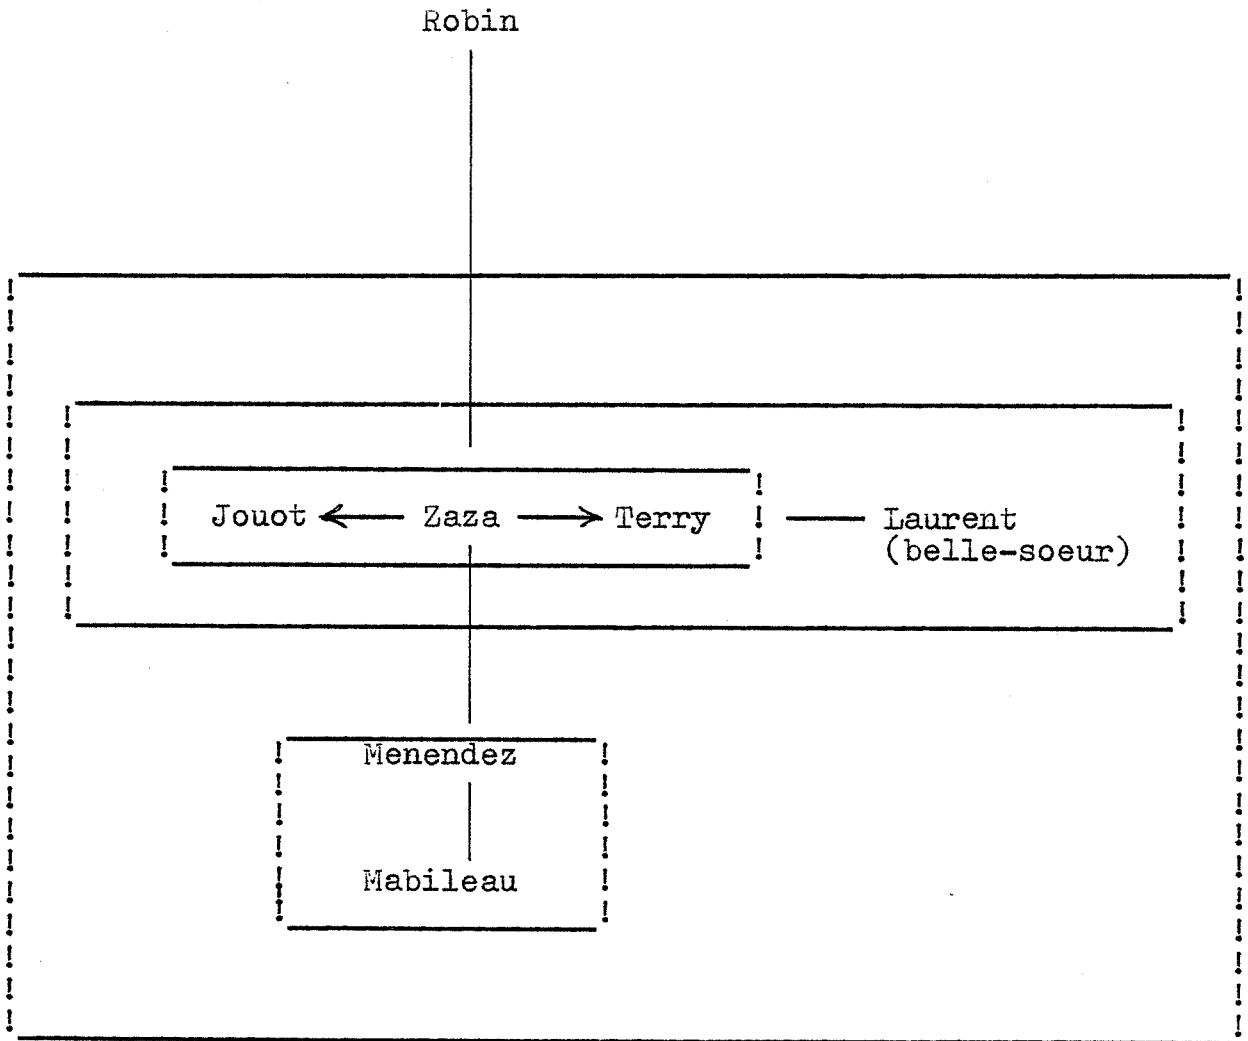 Robin
Jouot ← Zaza → Terry — Laurent
(belle-soeur)
Menendez
Mabileau